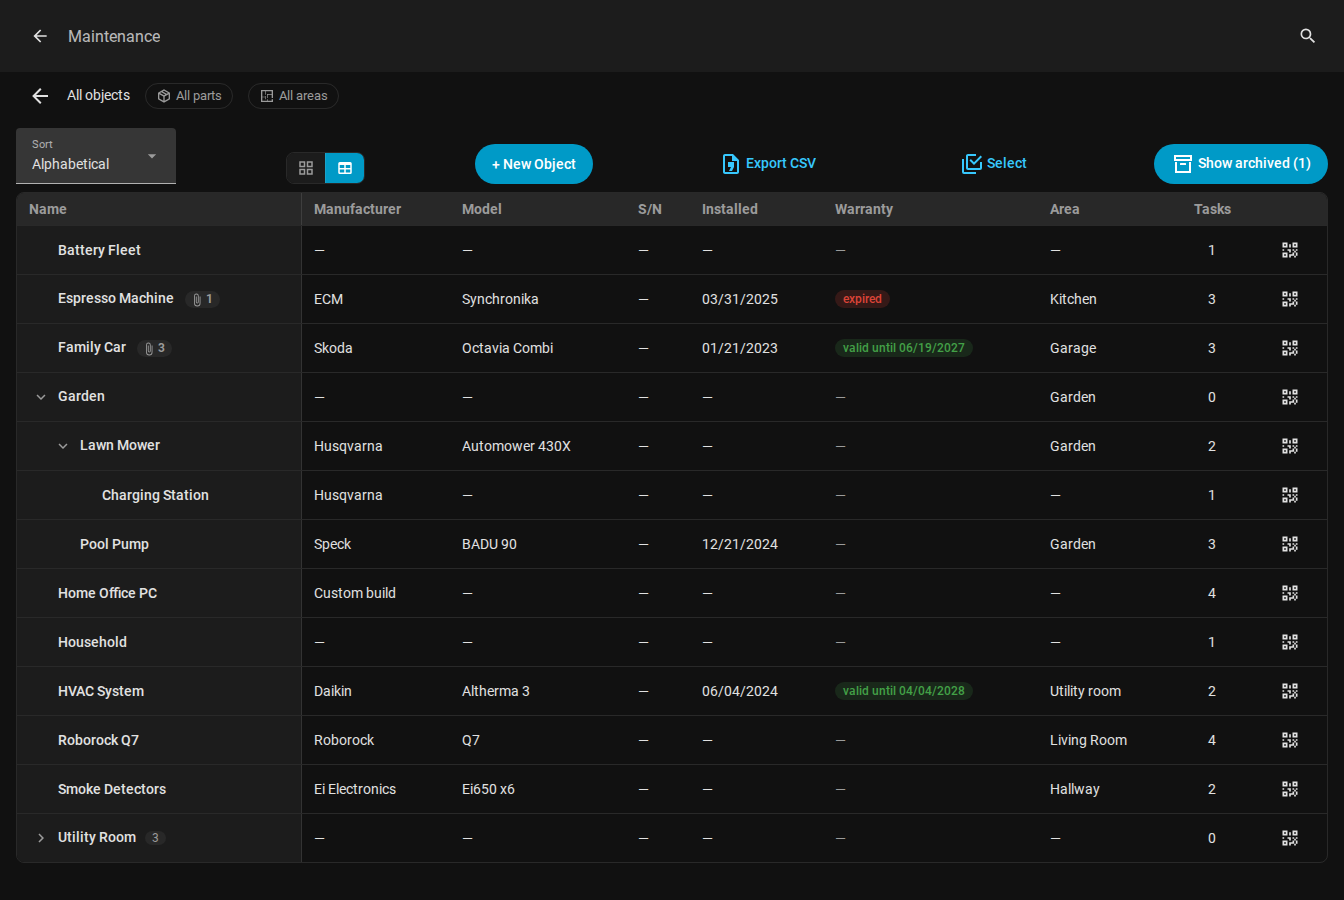 Maintenance
All objects All parts All areas
Sort
Alphabetical
+ New Object Export CSV Select Show archived (1)
Name Manufacturer Model S/N Installed Warranty Area Tasks
Battery Fleet — — — — — — 1
Espresso Machine 1 ECM Synchronika — 03/31/2025 expired Kitchen 3
Family Car 3 Skoda Octavia Combi — 01/21/2023 valid until 06/19/2027 Garage 3
Garden — — — — — Garden 0
Lawn Mower Husqvarna Automower 430X — — — Garden 2
Charging Station Husqvarna — — — — — 1
Pool Pump Speck BADU 90 — 12/21/2024 — Garden 3
Home Office PC Custom build — — — — — 4
Household — — — — — — 1
HVAC System Daikin Altherma 3 — 06/04/2024 valid until 04/04/2028 Utility room 2
Roborock Q7 Roborock Q7 — — — Living Room 4
Smoke Detectors Ei Electronics Ei650 x6 — — — Hallway 2
Utility Room 3 — — — — — — 0